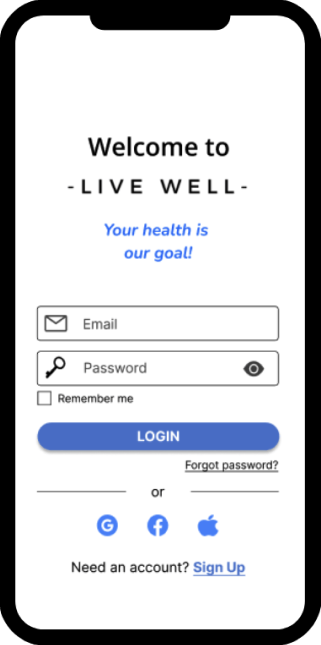 Welcome to
-LIVE WELL-
Your health is
our goal!
Email
Password
Remember me
LOGIN
Forgot password?
or
Need an account? Sign Up